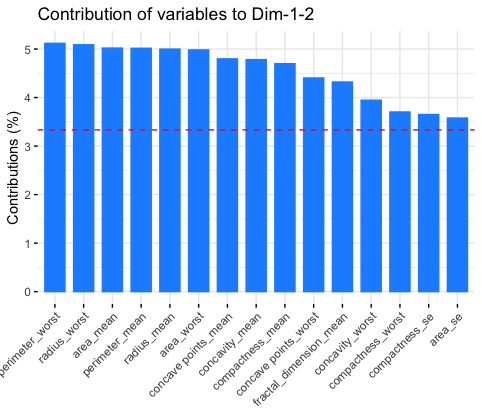 Contribution of variables to Dim-1-2
Contributions (%)
5
4
3
2
1
0
perimeter_worst
radius_worst
area_mean
perimeter_mean
radius_mean
area_worst
concave points_mean
concavity_mean
compactness_mean
concave points_worst
fractal_dimension_mean
concavity_worst
compactness_worst
compactness_se
area_se